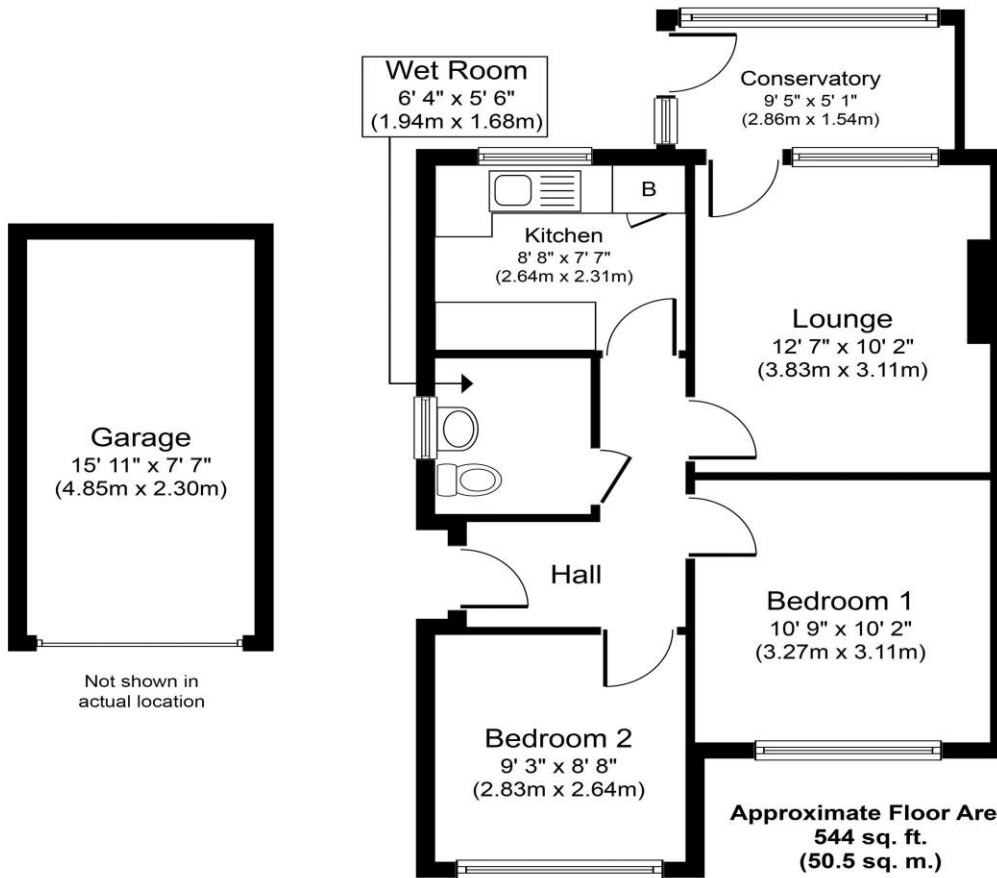 Wet Room
6' 4" x 5' 6"
(1.94m x 1.68m)
Conservatory
9' 5" x 5' 1"
(2.86m x 1.54m)
B
Kitchen
8' 8" x 7' 7"
(2.64m x 2.31m)
Lounge
12' 7" x 10' 2"
(3.83m x 3.11m)
Garage
15' 11" x 7' 7"
(4.85m x 2.30m)
Not shown in
actual location
Hall
Bedroom 1
10' 9" x 10' 2"
(3.27m x 3.11m)
Bedroom 2
9' 3" x 8' 8"
(2.83m x 2.64m)
Approximate Floor Are
544 sq. ft.
(50.5 sq. m.)